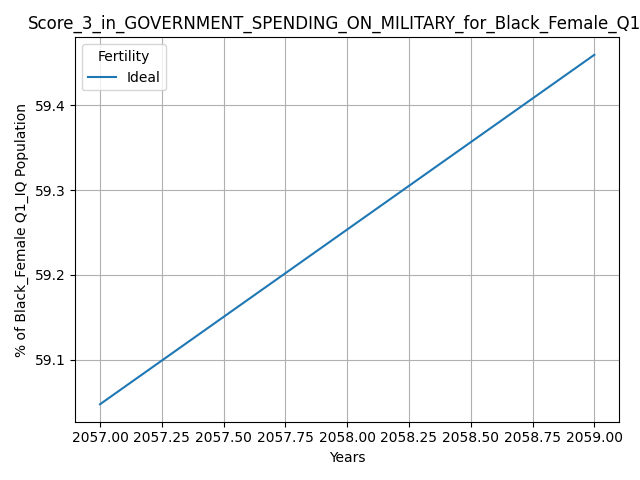 Score_3_in_GOVERNMENT_SPENDING_ON_MILITARY_for_Black_Female_Q1
Fertility
Ideal
% of Black_Female Q1_IQ Population
59.4
59.3
59.2
59.1
2057.00 2057.25 2057.50 2057.75 2058.00 2058.25 2058.50 2058.75 2059.00
Years